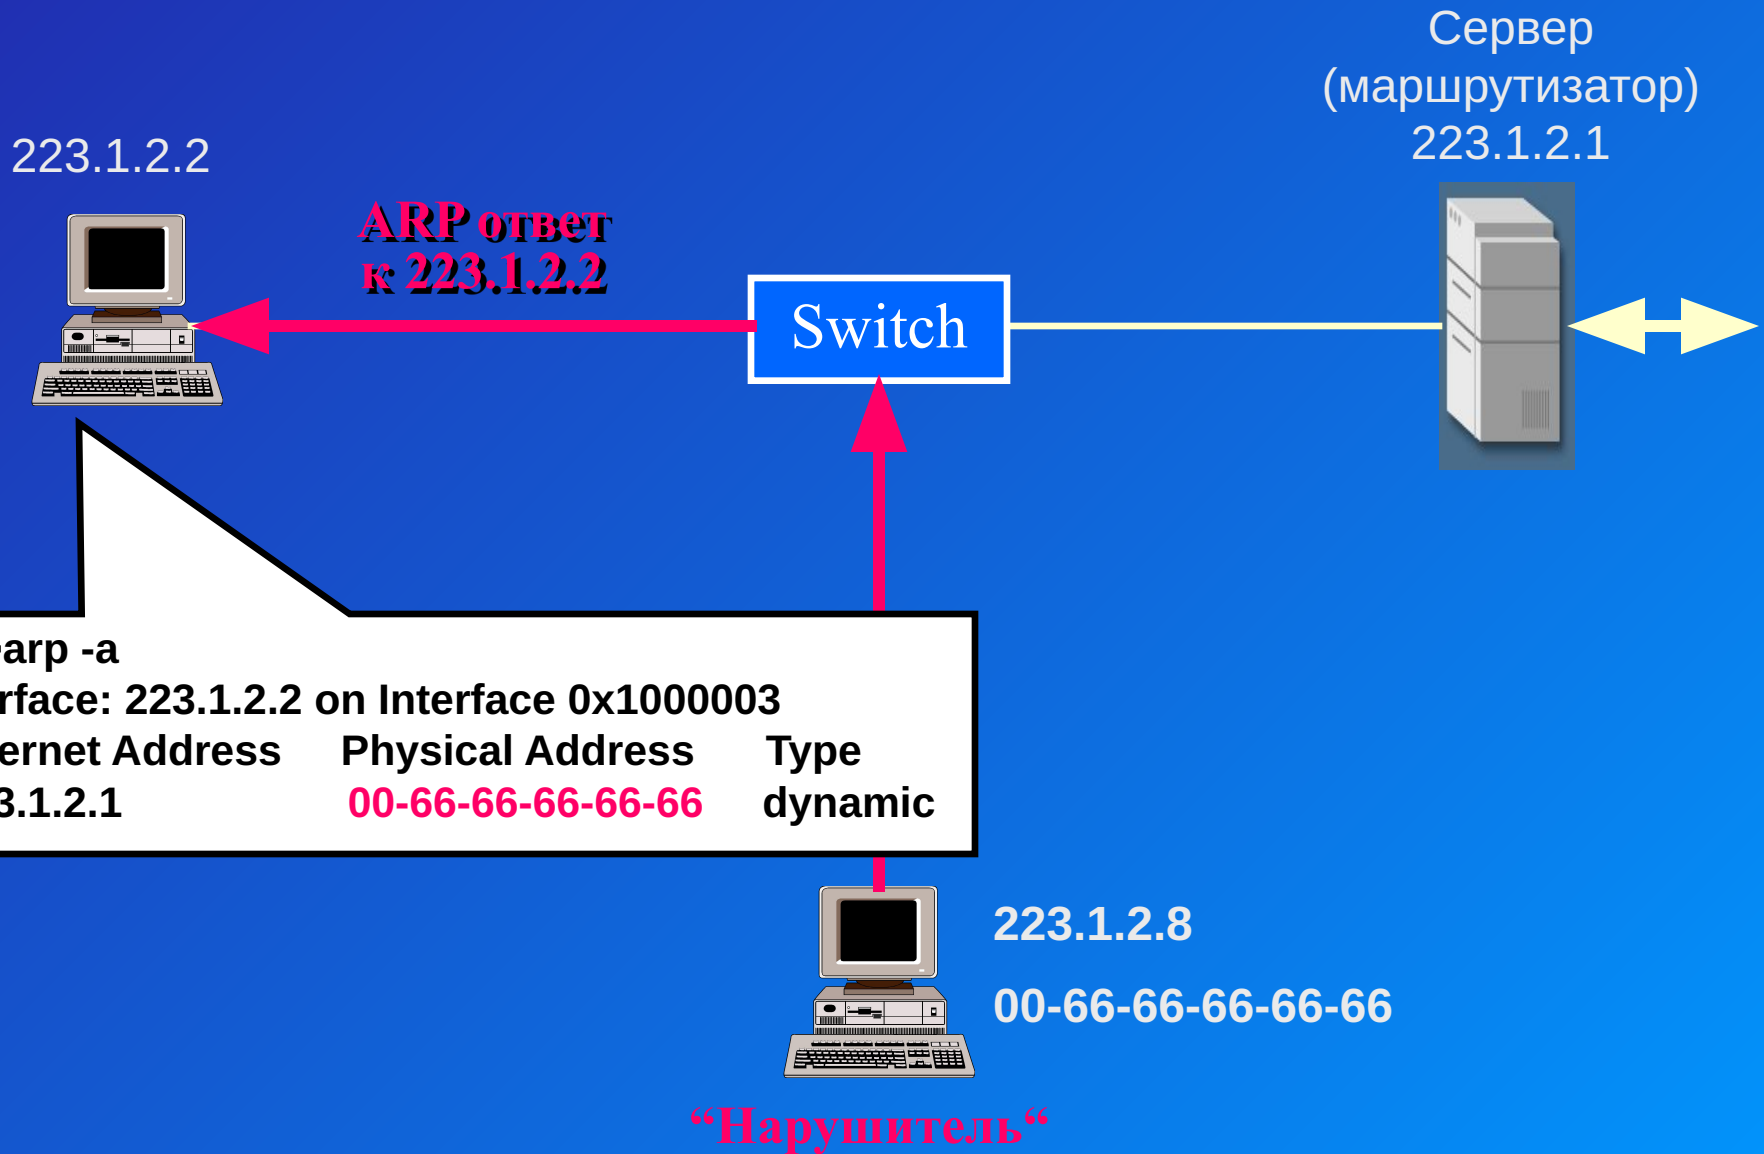 Сервер
(маршрутизатор)
223.1.2.1
223.1.2.2
ARP ответ
к 223.1.2.2
Switch
arp -a
rface: 223.1.2.2 on Interface 0x1000003
ernet Address Physical Address Type
3.1.2.1 00-66-66-66-66-66 dynamic
223.1.2.8
00-66-66-66-66-66
“Нарушитель“